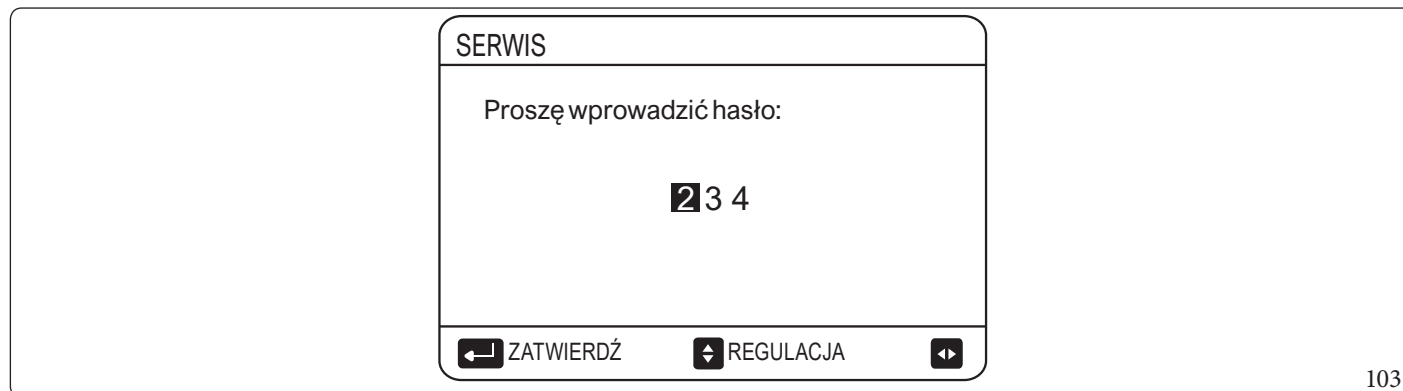 SERWIS
Proszę wprowadzić hasło:
2 3 4
ZATWIERDŹ REGULACJA
103